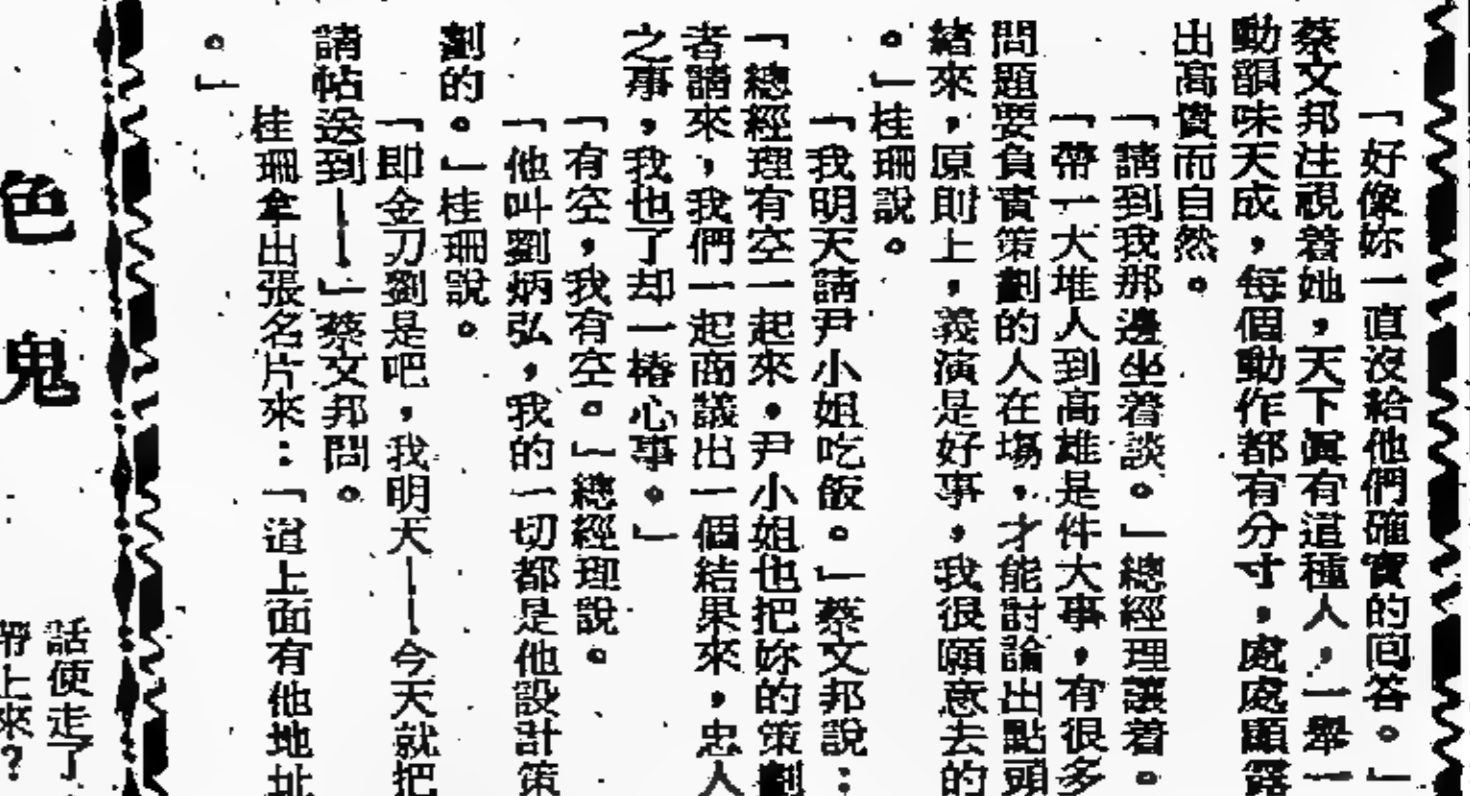 「好像妳一直沒給他們確實的回答。」
蔡文邦注視着她，天下眞有這種人，一舉一
動韻味天成，每個動作都有分寸，處處顯露
出高貴而自然。
「請到我那邊坐着談。」總經理讓着。
「帶一大堆人到高雄是件大事，有很多
問題要負責策劃的人在場，才能討論出點頭
緒來，原則上，義演是好事，我很願意去的
。」桂珊說。
「我明天請尹小姐吃飯。」蔡文邦說：
「總經理有空一起來，尹小姐也把妳的策劃
者請來，我們一起商議出一個結果來，忠人
之事，我也了却一樁心事。」
「有空，我有空。」總經理說。
「他叫劉炳弘，我的一切都是他設計策
劃的。」桂珊說。
「即金刀劉是吧，我明天——今天就把
請帖送到——」蔡文邦問。
桂珊拿出張名片來：「這上面有他地址
。」
色鬼
話使走了
帶上來？